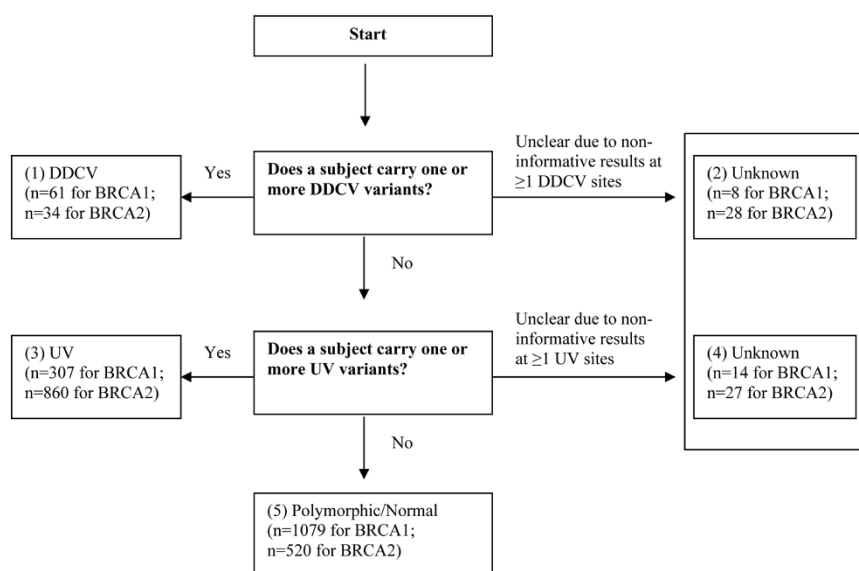 Start
Unclear due to non-
informative results at
≥1 DDCV sites
(1) DDCV
(n=61 for BRCA1;
n=34 for BRCA2)
Yes
Does a subject carry one or
more DDCV variants?
(2) Unknown
(n=8 for BRCA1;
n=28 for BRCA2)
No
Unclear due to non-
informative results
at ≥1 UV sites
(3) UV
(n=307 for BRCA1;
n=860 for BRCA2)
Yes
Does a subject carry one or
more UV variants?
(4) Unknown
(n=14 for BRCA1;
n=27 for BRCA2)
No
(5) Polymorphic/Normal
(n=1079 for BRCA1;
n=520 for BRCA2)